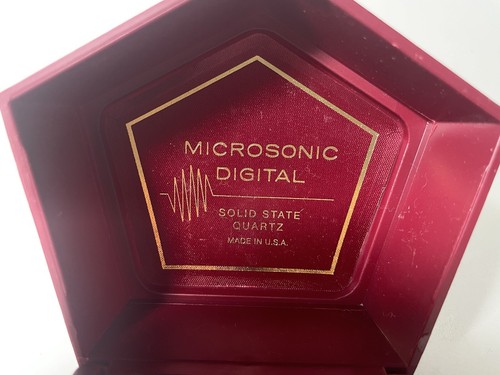 MICROSONIC
DIGITAL
SOLID STATE
QUARTZ
MADE IN U.S.A.